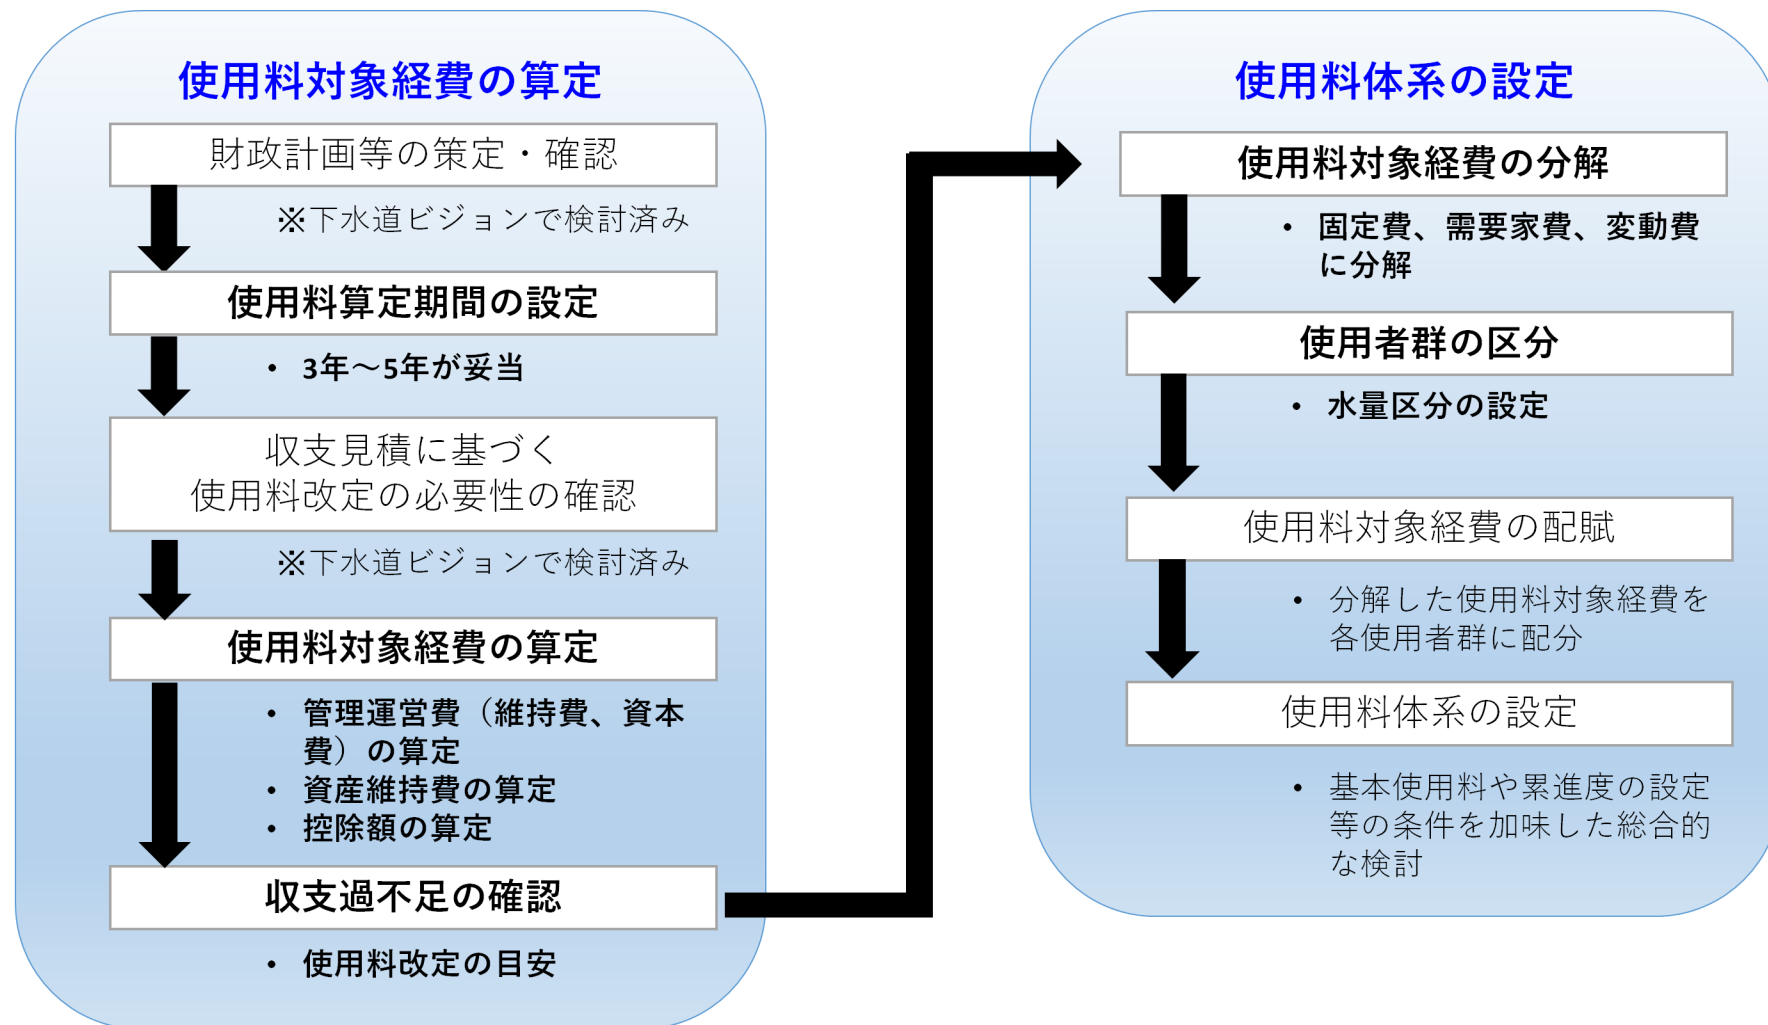 使用料対象経費の算定
財政計画等の策定・確認
※下水道ビジョンで検討済み
使用料算定期間の設定
• 3年～5年が妥当
収支見積に基づく
使用料改定の必要性の確認
※下水道ビジョンで検討済み
使用料対象経費の算定
• 管理運営費（維持費、資本
費）の算定
• 資産維持費の算定
• 控除額の算定
収支過不足の確認
• 使用料改定の目安
使用料体系の設定
使用料対象経費の分解
• 固定費、需要家費、変動費
に分解
使用者群の区分
• 水量区分の設定
使用料対象経費の配賦
• 分解した使用料対象経費を
各使用者群に配分
使用料体系の設定
• 基本使用料や累進度の設定
等の条件を加味した総合的
な検討